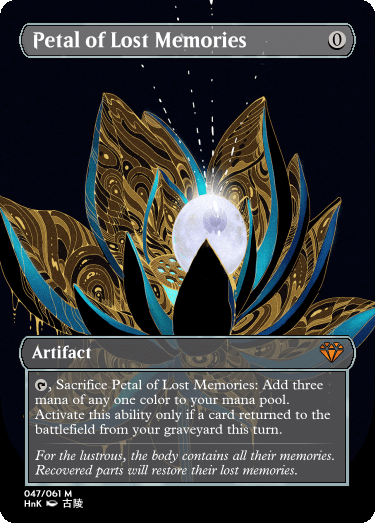 Petal of Lost Memories 0
Artifact
, Sacrifice Petal of Lost Memories: Add three
mana of any one color to your mana pool.
Activate this ability only if a card returned to the
battlefield from your graveyard this turn.
For the lustrous, the body contains all their memories.
Recovered parts will restore their lost memories.
047/061 M
HnK 古陵